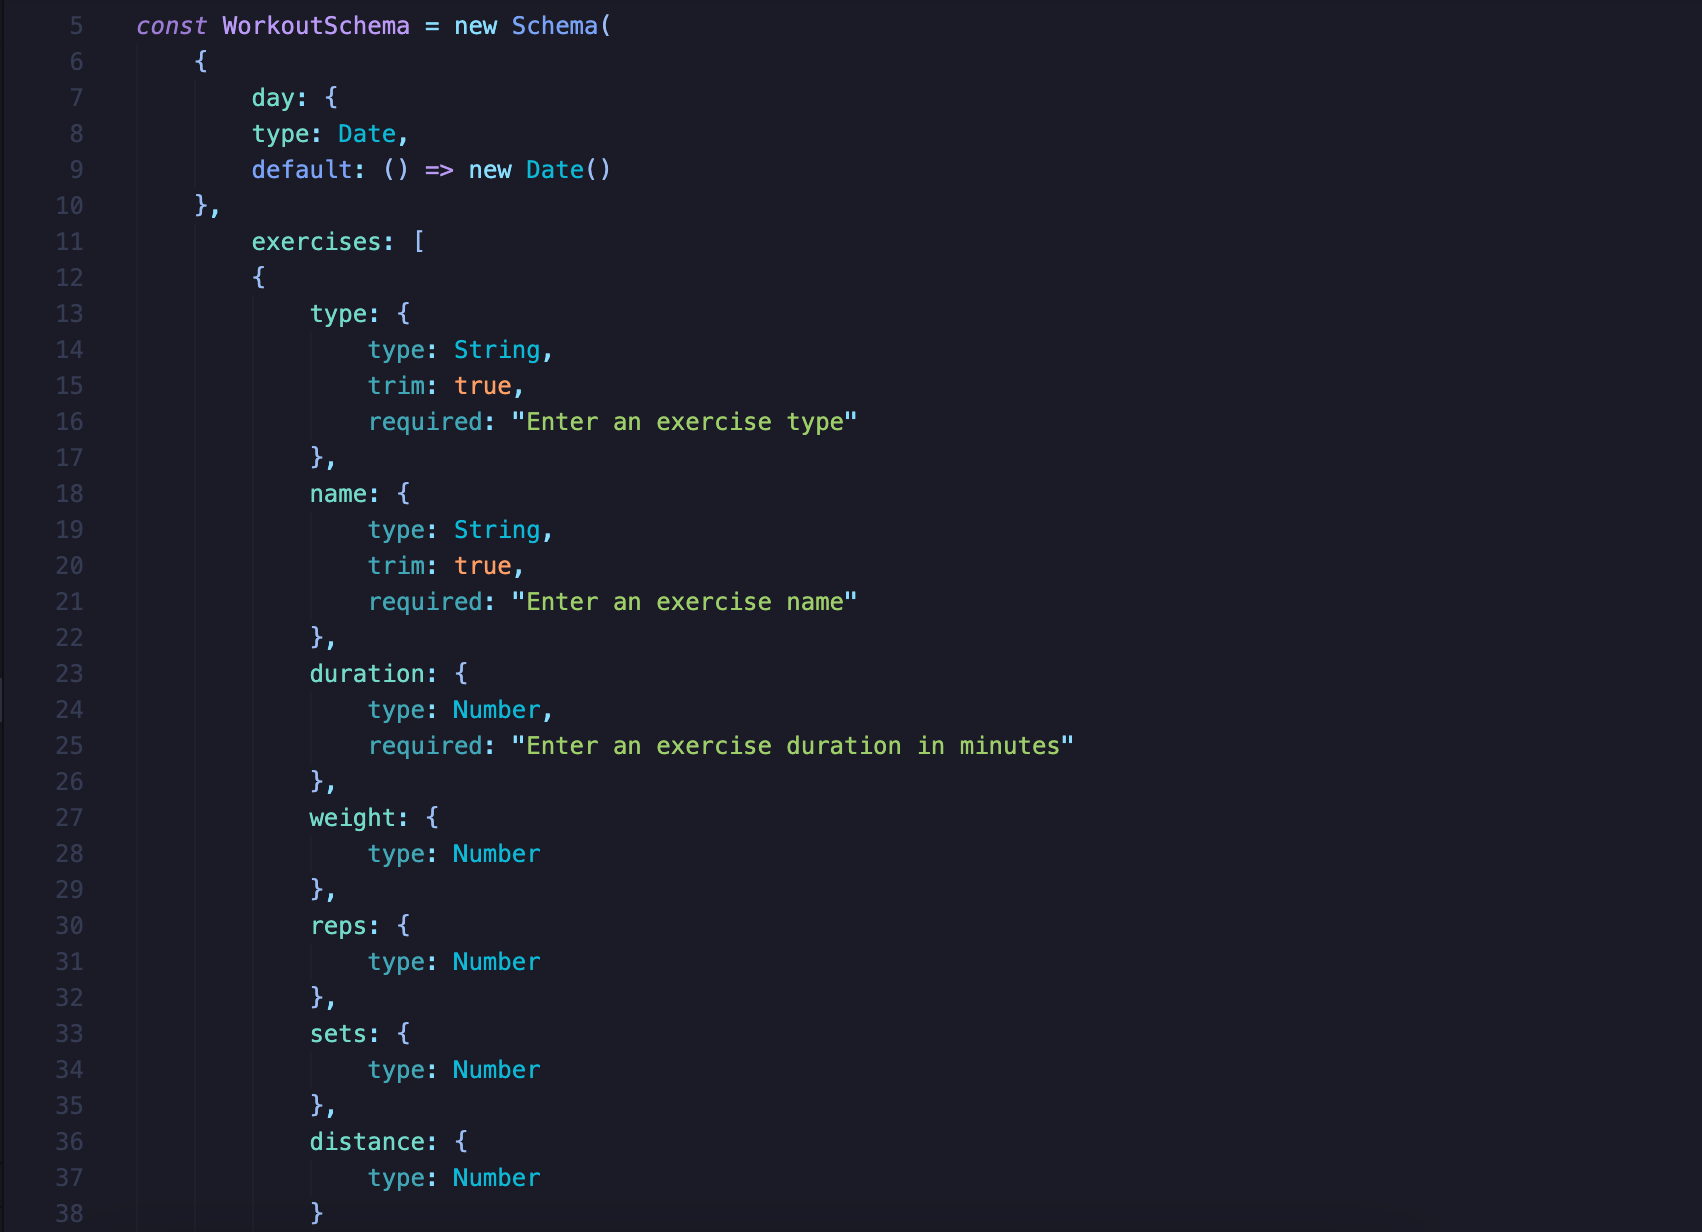 5 const WorkoutSchema = new Schema(
6 {
7 day: {
8 type: Date,
9 default: () => new Date()
10 },
11 exercises: [
12 {
13 type: {
14 type: String,
15 trim: true,
16 required: "Enter an exercise type"
17 },
18 name: {
19 type: String,
20 trim: true,
21 required: "Enter an exercise name"
22 },
23 duration: {
24 type: Number,
25 required: "Enter an exercise duration in minutes"
26 },
27 weight: {
28 type: Number
29 },
30 reps: {
31 type: Number
32 },
33 sets: {
34 type: Number
35 },
36 distance: {
37 type: Number
38 }